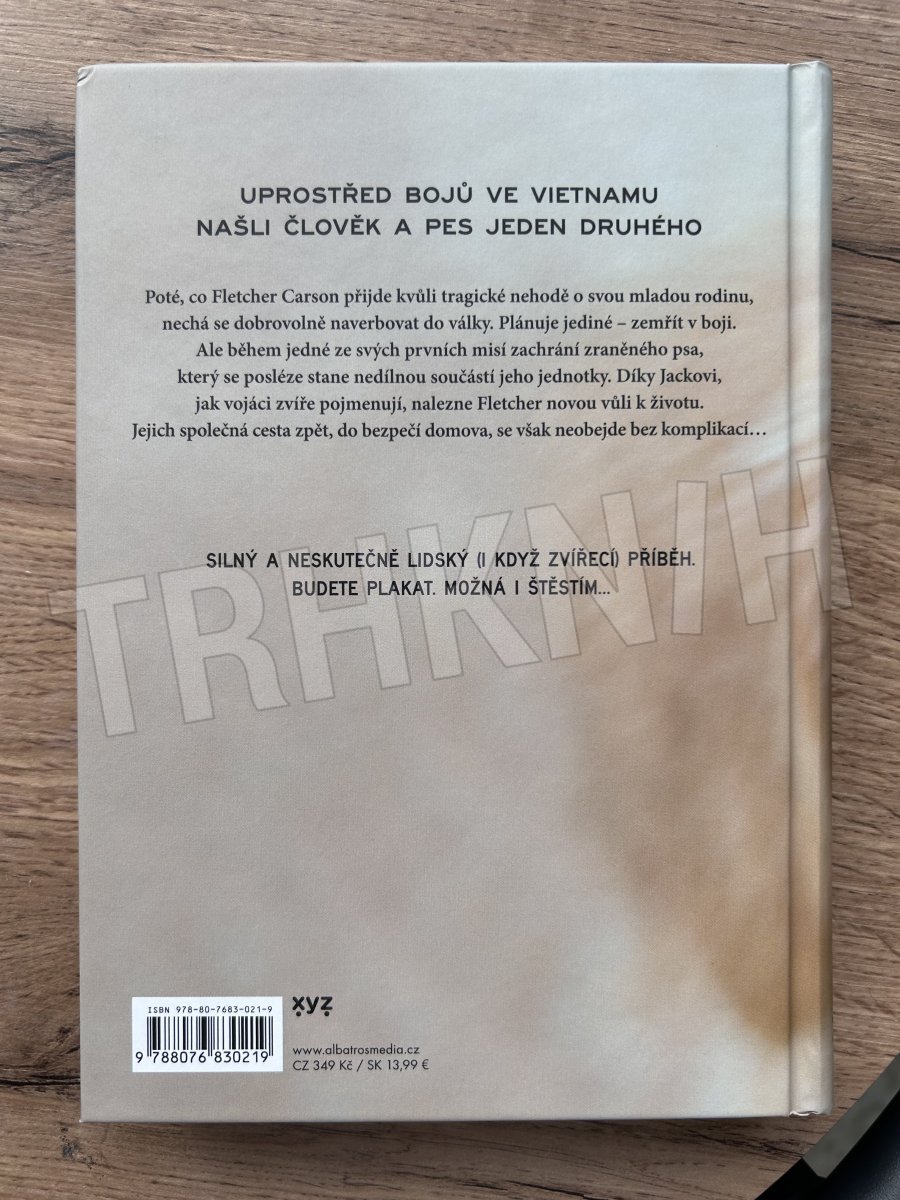 UPROSTŘED BOJŮ VE VIETNAMU
NAŠLI ČLOVĚK A PES JEDEN DRUHÉHO
Poté, co Fletcher Carson přijde kvůli tragické nehodě o svou mladou rodinu,
nechá se dobrovolně naverbovat do války. Plánuje jediné – zemřít v boji.
Ale během jedné ze svých prvních misí zachrání zraněného psa,
který se posléze stane nedílnou součástí jeho jednotky. Díky Jackovi,
jak vojáci zvíře pojmenují, nalezne Fletcher novou vůli k životu.
Jejich společná cesta zpět, do bezpečí domova, se však neobejde bez komplikací…
TRHKNIH
SILNÝ A NESKUTEČNĚ LIDSKÝ (I KDYŽ ZVÍŘECÍ) PŘÍBĚH.
BUDETE PLAKAT. MOŽNÁ I ŠTĚSTÍM...
ISBN 978-80-7683-021-9
9 788076 830219
xyz
www.albatrosmedia.cz
CZ 349 Kč / SK 13,99 €